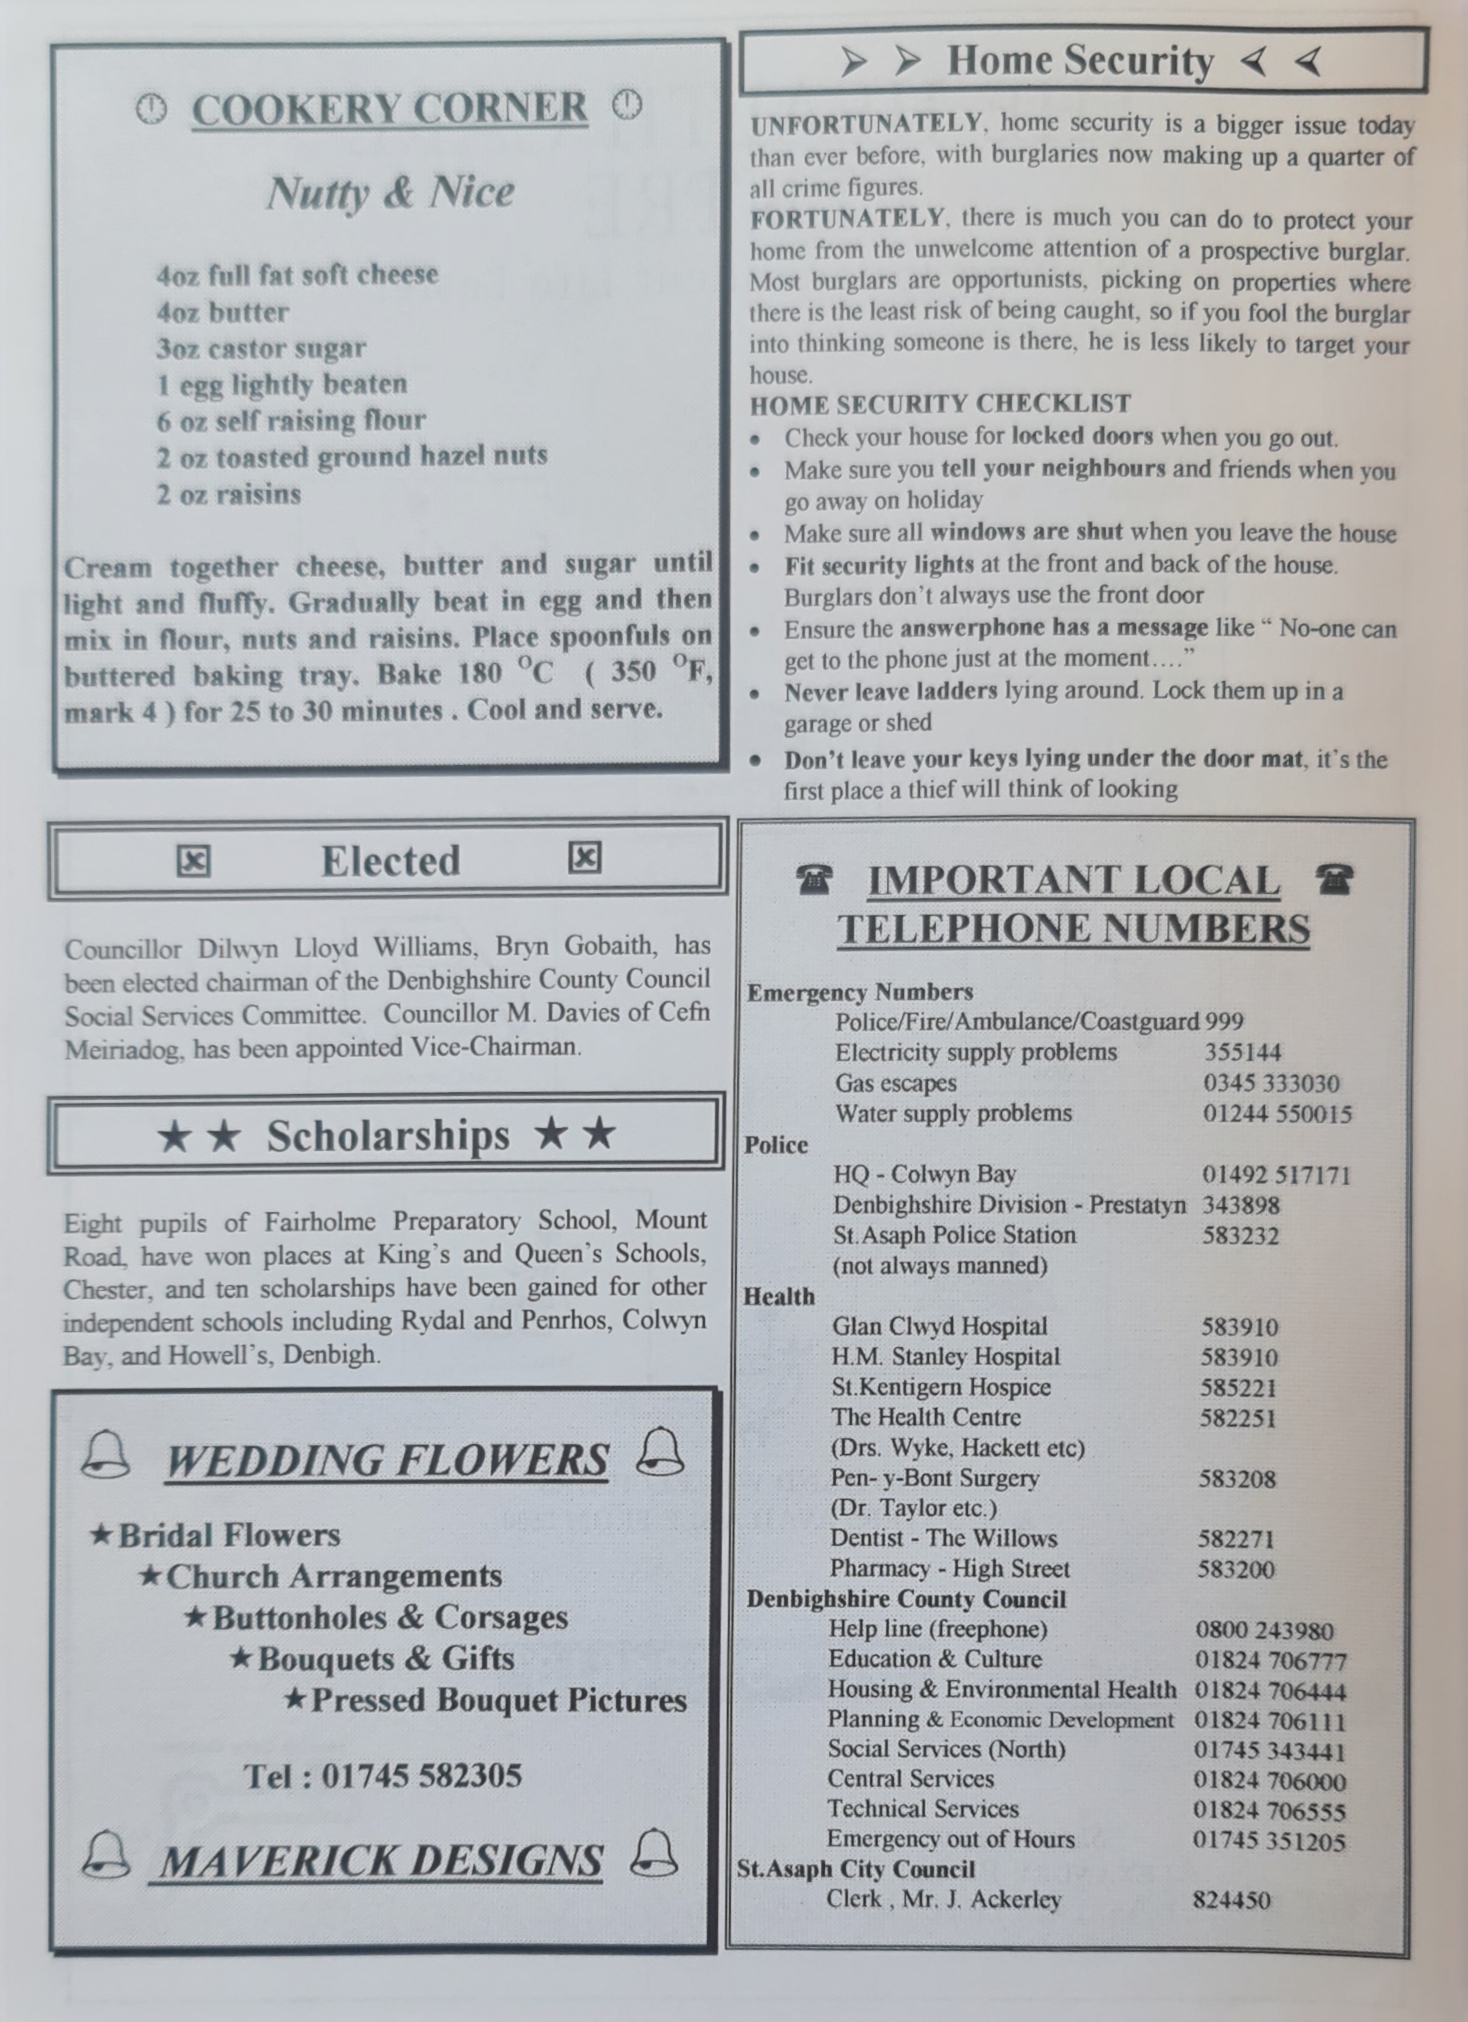 COOKERY CORNER
Nutty & Nice
4oz full fat soft cheese
4oz butter
3oz castor sugar
1 egg lightly beaten
6 oz self raising flour
2 oz toasted ground hazel nuts
2 oz raisins
Cream together cheese, butter and sugar until
light and fluffy. Gradually beat in egg and then
mix in flour, nuts and raisins. Place spoonfuls on
buttered baking tray. Bake 180 °C ( 350 °F,
mark 4 ) for 25 to 30 minutes . Cool and serve.
Elected
Councillor Dilwyn Lloyd Williams, Bryn Gobaith, has
been elected chairman of the Denbighshire County Council
Social Services Committee. Councillor M. Davies of Cefn
Meiriadog, has been appointed Vice-Chairman.
★ ★ Scholarships ★ ★
Eight pupils of Fairholme Preparatory School, Mount
Road, have won places at King's and Queen's Schools,
Chester, and ten scholarships have been gained for other
independent schools including Rydal and Penrhos, Colwyn
Bay, and Howell's, Denbigh.
WEDDING FLOWERS
★Bridal Flowers
★Church Arrangements
★Buttonholes & Corsages
★Bouquets & Gifts
★Pressed Bouquet Pictures
Tel : 01745 582305
MAVERICK DESIGNS
Home Security
UNFORTUNATELY, home security is a bigger issue today
than ever before, with burglaries now making up a quarter of
all crime figures.
FORTUNATELY, there is much you can do to protect your
home from the unwelcome attention of a prospective burglar.
Most burglars are opportunists, picking on properties where
there is the least risk of being caught, so if you fool the burglar
into thinking someone is there, he is less likely to target your
house.
HOME SECURITY CHECKLIST
• Check your house for locked doors when you go out.
• Make sure you tell your neighbours and friends when you
go away on holiday
• Make sure all windows are shut when you leave the house
• Fit security lights at the front and back of the house.
Burglars don't always use the front door
• Ensure the answerphone has a message like “ No-one can
get to the phone just at the moment....”
• Never leave ladders lying around. Lock them up in a
garage or shed
• Don't leave your keys lying under the door mat, it's the
first place a thief will think of looking
IMPORTANT LOCAL
TELEPHONE NUMBERS
Emergency Numbers
Police/Fire/Ambulance/Coastguard 999
Electricity supply problems 355144
Gas escapes 0345 333030
Water supply problems 01244 550015
Police
HQ - Colwyn Bay 01492 517171
Denbighshire Division - Prestatyn 343898
St.Asaph Police Station 583232
(not always manned)
Health
Glan Clwyd Hospital 583910
H.M. Stanley Hospital 583910
St.Kentigern Hospice 585221
The Health Centre 582251
(Drs. Wyke, Hackett etc)
Pen- y-Bont Surgery 583208
(Dr. Taylor etc.)
Dentist - The Willows 582271
Pharmacy - High Street 583200
Denbighshire County Council
Help line (freephone) 0800 243980
Education & Culture 01824 706777
Housing & Environmental Health 01824 706444
Planning & Economic Development 01824 706111
Social Services (North) 01745 343441
Central Services 01824 706000
Technical Services 01824 706555
Emergency out of Hours 01745 351205
St.Asaph City Council
Clerk , Mr. J. Ackerley 824450